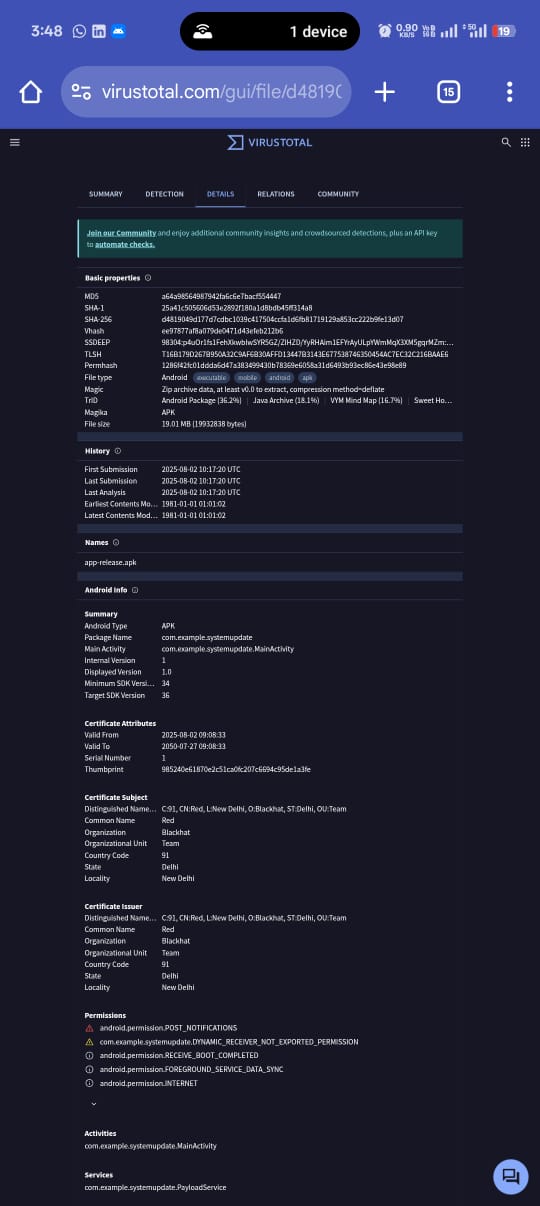 3:48
1 device
0.90 KB/S
5G
19
virustotal.com/gui/file/d4819
15
VIRUSTOTAL
SUMMARY DETECTION DETAILS RELATIONS COMMUNITY
Join our Community and enjoy additional community insights and crowdsourced detections, plus an API key
to automate checks.
Basic properties
MD5 a64a98564987942fa6c6e7bacf554447
SHA-1 25a41c505606d53e2892f180a1d8bdb45ff314a8
SHA-256 d4819049d177d7cdbc1039c417504ccfa1d6fb81719129a853cc222b9fe13d07
Vhash ee97877af8a079de0471d43efeb212b6
SSDEEP
TLSH T16B179D267B950A32C9AF6B30AFFD13447B3143E677538746350454AC7EC32C216BAAE6
Permhash 1286f42fc01ddda6d47a383499430b78369e6058a31d6493b93ec86e43e98e89
File type Android executable mobile android apk
Magic Zip archive data, at least v0.0 to extract, compression method=deflate
TrID Android Package (36.2%) | Java Archive (18.1%) | VYM Mind Map (16.7%) | Sweet Ho...
Magika APK
File size 19.01 MB (19932838 bytes)
History
First Submission 2025-08-02 10:17:20 UTC
Last Submission 2025-08-02 10:17:20 UTC
Last Analysis 2025-08-02 10:17:20 UTC
Earliest Contents Mo... 1981-01-01 01:01:02
Latest Contents Mod... 1981-01-01 01:01:02
Names
app-release.apk
Android Info
Summary
Android Type APK
Package Name com.example.systemupdate
Main Activity com.example.systemupdate.MainActivity
Internal Version 1
Displayed Version 1.0
Minimum SDK Versi... 34
Target SDK Version 36
Certificate Attributes
Valid From 2025-08-02 09:08:33
Valid To 2050-07-27 09:08:33
Serial Number 1
Thumbprint 985240e61870e2c51ca0fc207c6694c95de1a3fe
Certificate Subject
Distinguished Name... C:91, CN:Red, L:New Delhi, O:Blackhat, ST:Delhi, OU:Team
Common Name Red
Organization Blackhat
Organizational Unit Team
Country Code 91
State Delhi
Locality New Delhi
Certificate Issuer
Distinguished Name... C:91, CN:Red, L:New Delhi, O:Blackhat, ST:Delhi, OU:Team
Common Name Red
Organization Blackhat
Organizational Unit Team
Country Code 91
State Delhi
Locality New Delhi
Permissions
android.permission.POST_NOTIFICATIONS
com.example.systemupdate.DYNAMIC_RECEIVER_NOT_EXPORTED_PERMISSION
android.permission.RECEIVE_BOOT_COMPLETED
android.permission.FOREGROUND_SERVICE_DATA_SYNC
android.permission.INTERNET
Activities
com.example.systemupdate.MainActivity
Services
com.example.systemupdate.PayloadService